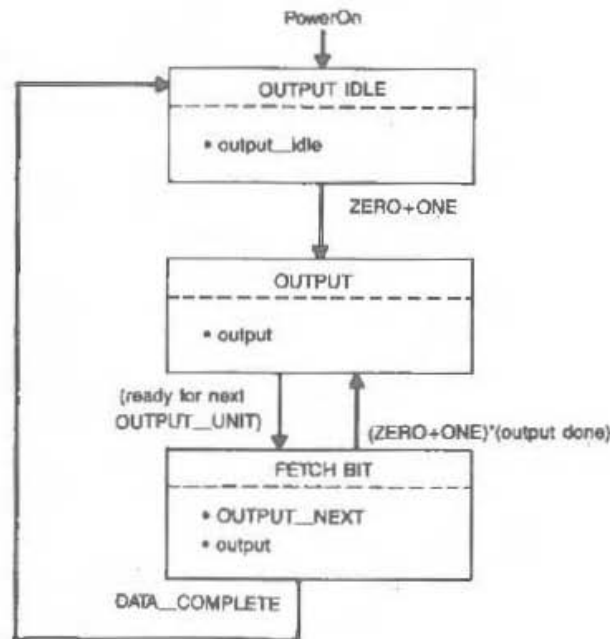 PowerOn
OUTPUT IDLE
• output_idle
ZERO+ONE
OUTPUT
• output
(ready for next
OUTPUT_UNIT)
(ZERO+ONE)*(output done)
FETCH BIT
• OUTPUT_NEXT
• output
DATA_COMPLETE